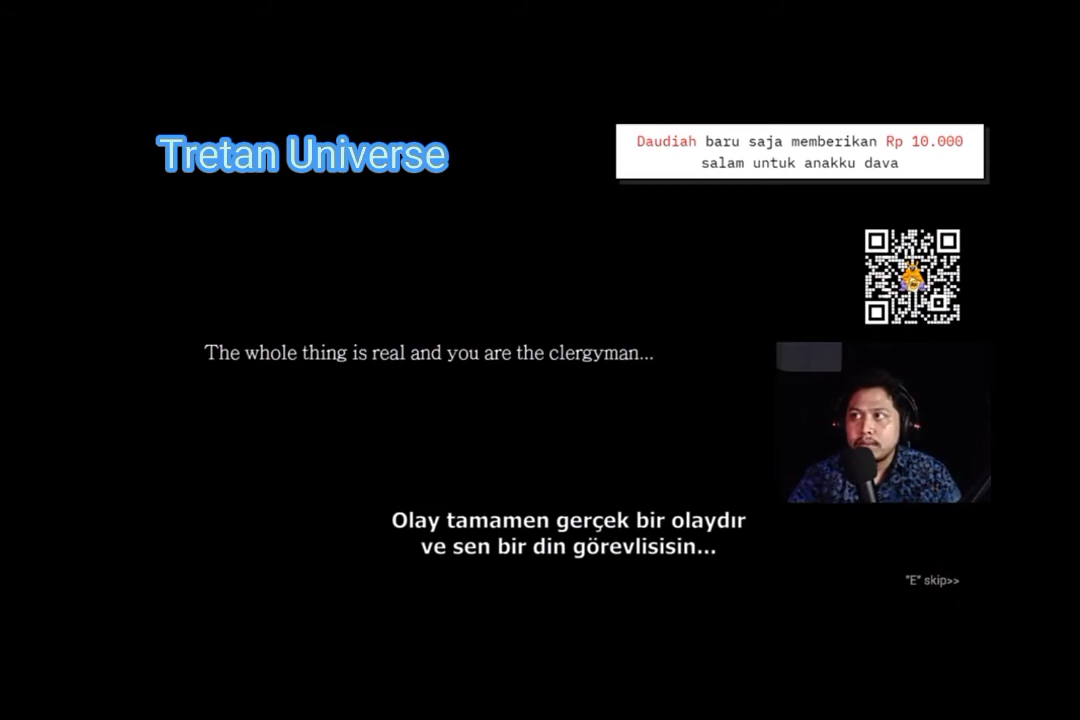 Tretan Universe
Daudiah baru saja memberikan Rp 10.000
salam untuk anakku dava
The whole thing is real and you are the clergyman...
Olay tamamen gerçek bir olaydır
ve sen bir din görevlisisin...
"E" skip>>